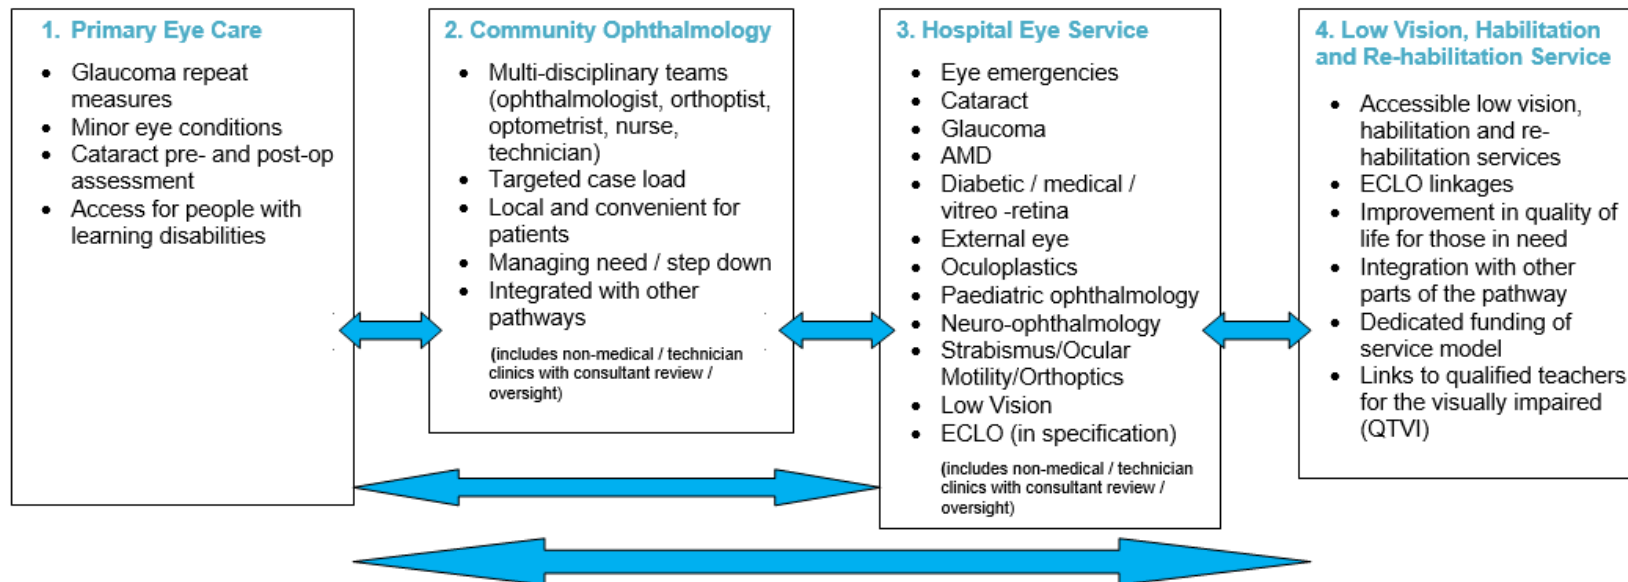 1. Primary Eye Care
• Glaucoma repeat
measures
• Minor eye conditions
• Cataract pre- and post-op
assessment
• Access for people with
learning disabilities
2. Community Ophthalmology
• Multi-disciplinary teams
(ophthalmologist, orthoptist,
optometrist, nurse,
technician)
• Targeted case load
• Local and convenient for
patients
• Managing need / step down
• Integrated with other
pathways
(includes non-medical / technician
clinics with consultant review /
oversight)
3. Hospital Eye Service
• Eye emergencies
• Cataract
• Glaucoma
• AMD
• Diabetic / medical /
vitreo -retina
• External eye
• Oculoplastics
• Paediatric ophthalmology
• Neuro-ophthalmology
• Strabismus/Ocular
Motility/Orthoptics
• Low Vision
• ECLO (in specification)
(includes non-medical / technician
clinics with consultant review /
oversight)
4. Low Vision, Habilitation
and Re-habilitation Service
• Accessible low vision,
habilitation and re-
habilitation services
• ECLO linkages
• Improvement in quality of
life for those in need
• Integration with other
parts of the pathway
• Dedicated funding of
service model
• Links to qualified teachers
for the visually impaired
(QTVI)